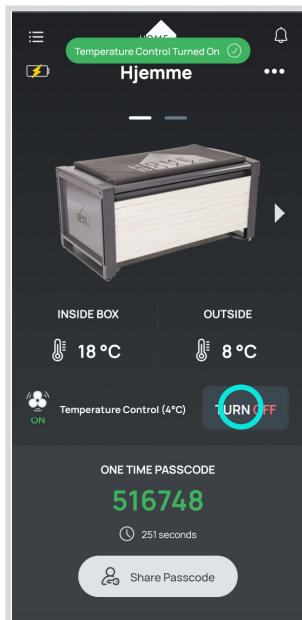 HOME
Temperature Control Turned On
Hjemme
INSIDE BOX
OUTSIDE
18 °C
8 °C
ON
Temperature Control (4°C)
TURN OFF
ONE TIME PASSCODE
516748
251 seconds
Share Passcode